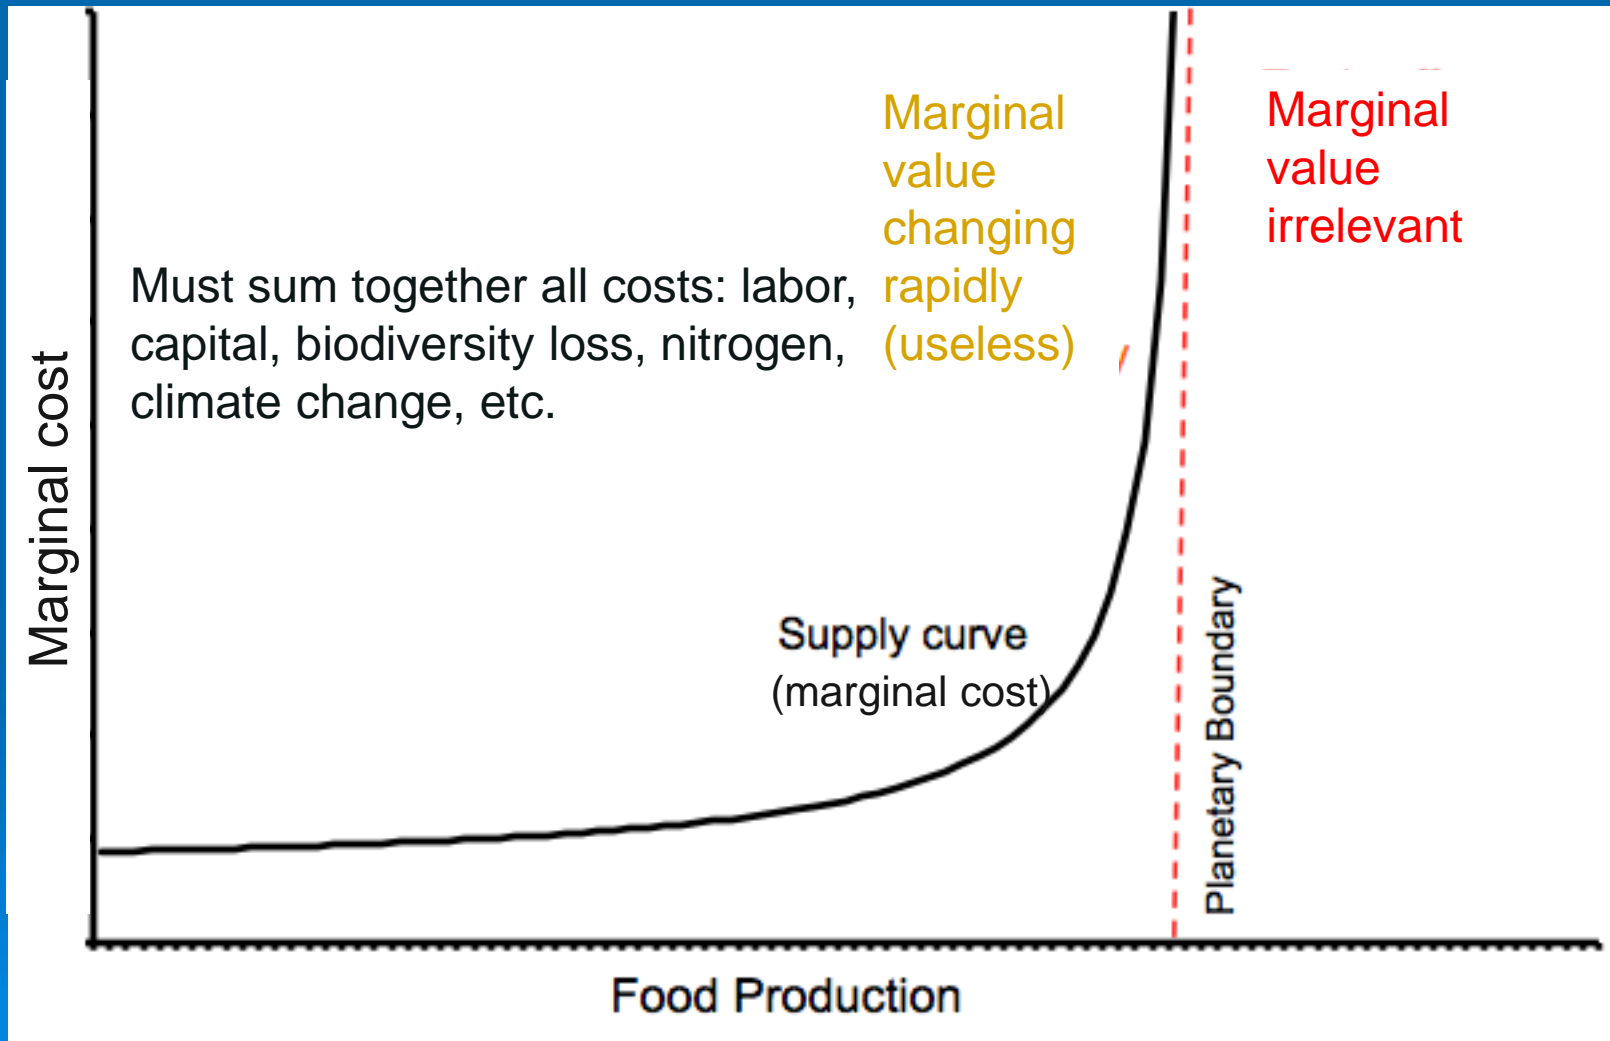 Marginal
value
changing
rapidly
(useless)
Marginal
value
irrelevant
Must sum together all costs: labor,
capital, biodiversity loss, nitrogen,
climate change, etc.
Marginal cost
Supply curve
(marginal cost)
Planetary Boundary
Food Production